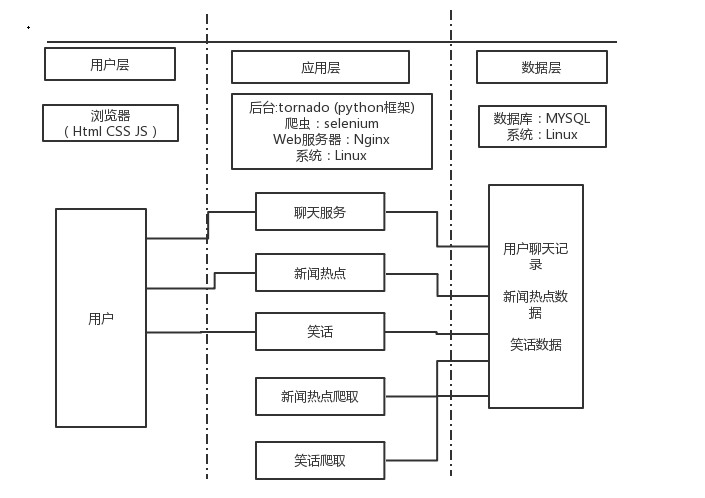 用户层
应用层
数据层
浏览器
（ Html CSS JS ）
后台:tornado (python框架)
爬虫：selenium
Web服务器：Nginx
系统：Linux
数据库：MYSQL
系统：Linux
用户
聊天服务
新闻热点
笑话
新闻热点爬取
笑话爬取
用户聊天记
录
新闻热点数
据
笑话数据